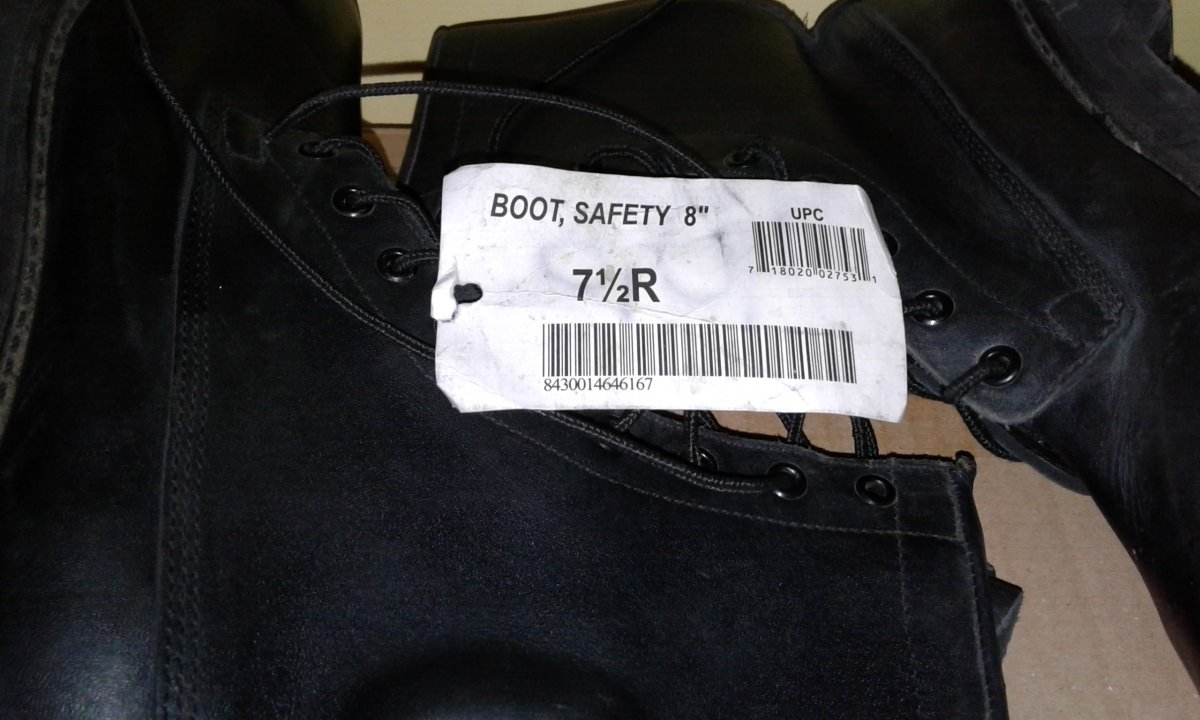 BOOT, SAFETY 8"
UPC
7 18020 02753 1
7½R
8430014646167